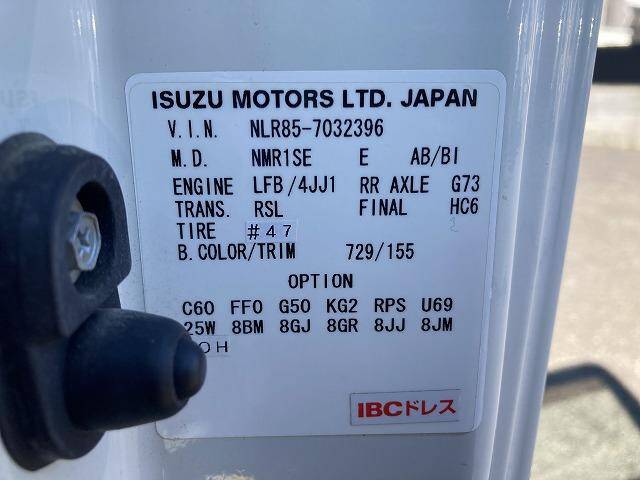 ISUZU MOTORS LTD. JAPAN
V.I.N. NLR85-7032396
M.D. NMR1SE E AB/BI
ENGINE LFB/4JJ1 RR AXLE G73
TRANS. RSL FINAL HC6
TIRE #47
B.COLOR/TRIM 729/155
OPTION
C60 FF0 G50 KG2 RPS U69
25W 8BM 8GJ 8GR 8JJ 8JM
IBCドレス